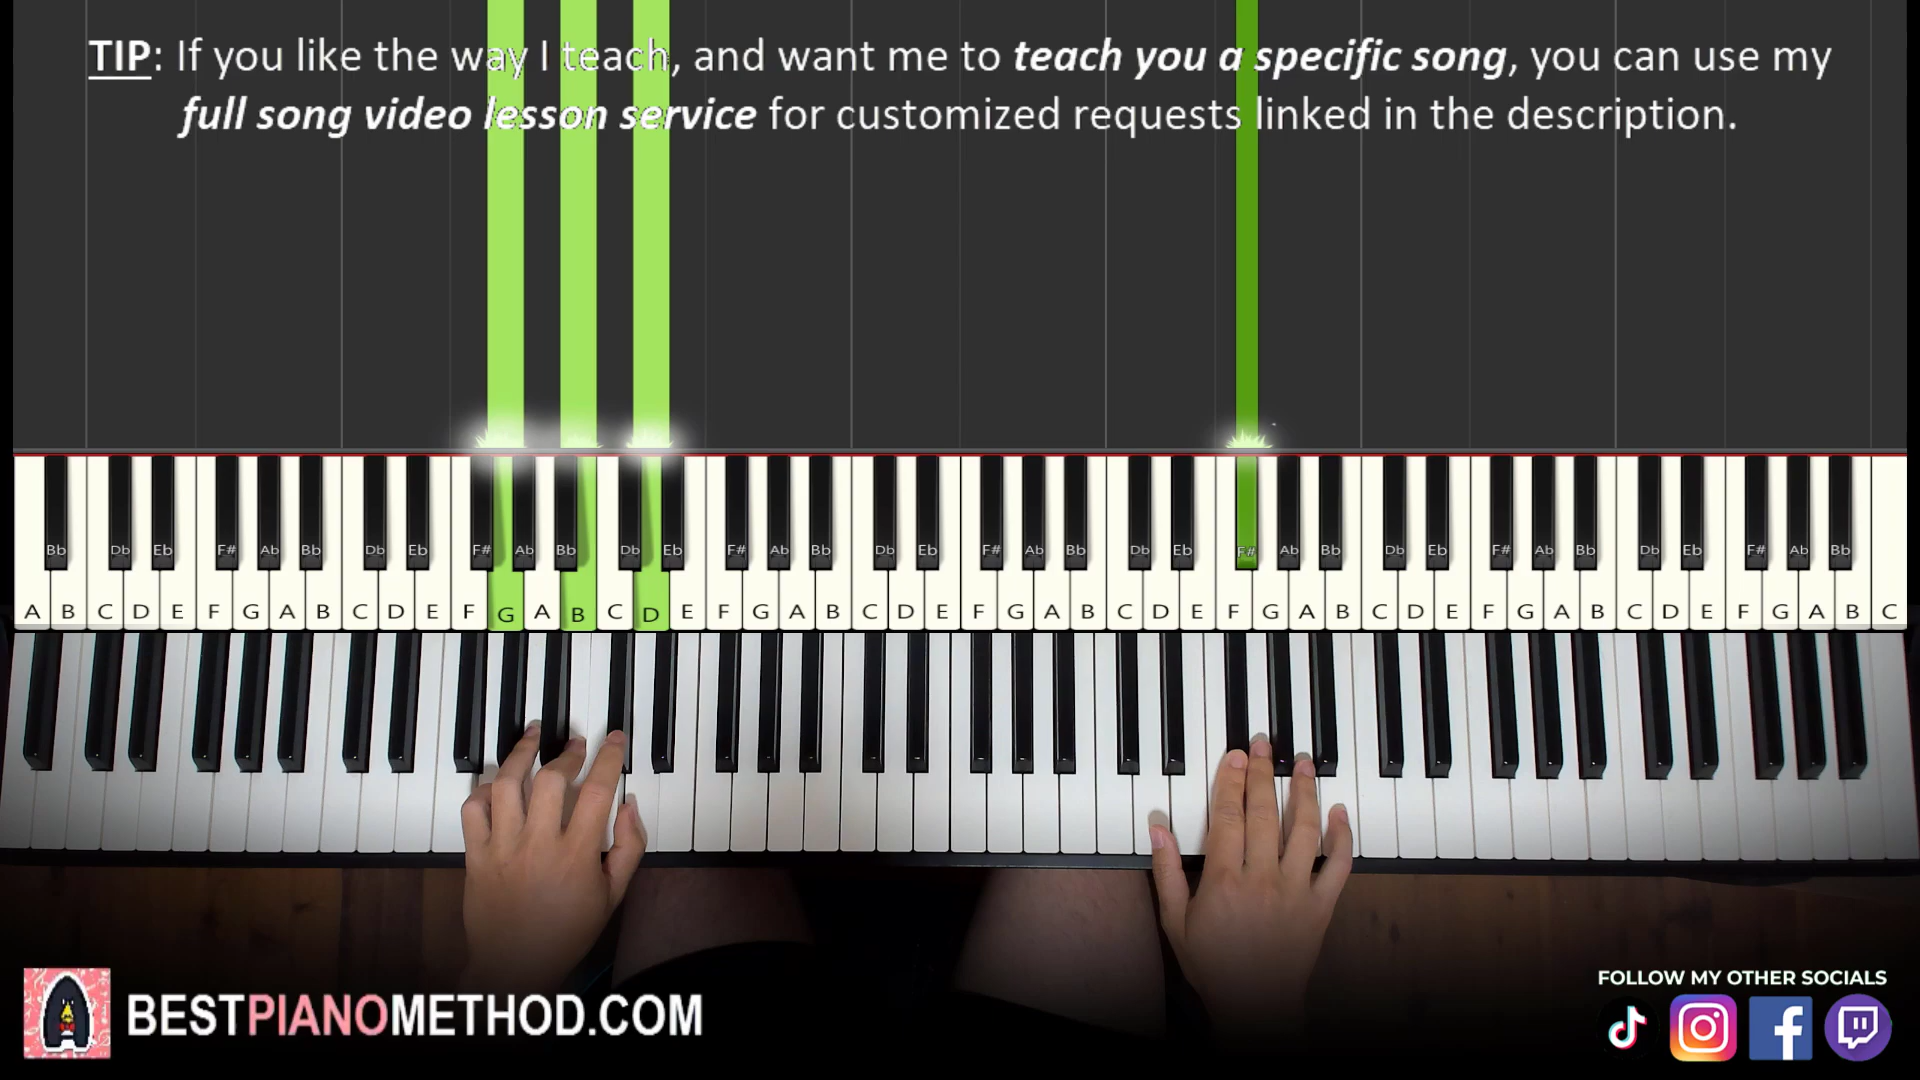 TIP: If you like the way I teach, and want me to teach you a specific song, you can use my
full song video lesson service for customized requests linked in the description.
Bb Db Eb F# Ab Bb Db Eb F# Ab Bb Db Eb F# Ab Bb Db Eb F# Ab Bb Db Eb F# Ab Bb Db Eb F# Ab Bb Db Eb F# Ab Bb
A B C D E F G A B C D E F G A B C D E F G A B C D E F G A B C D E F G A B C D E F G A B C D E F G A B C
BESTPIANOMETHOD.COM
FOLLOW MY OTHER SOCIALS